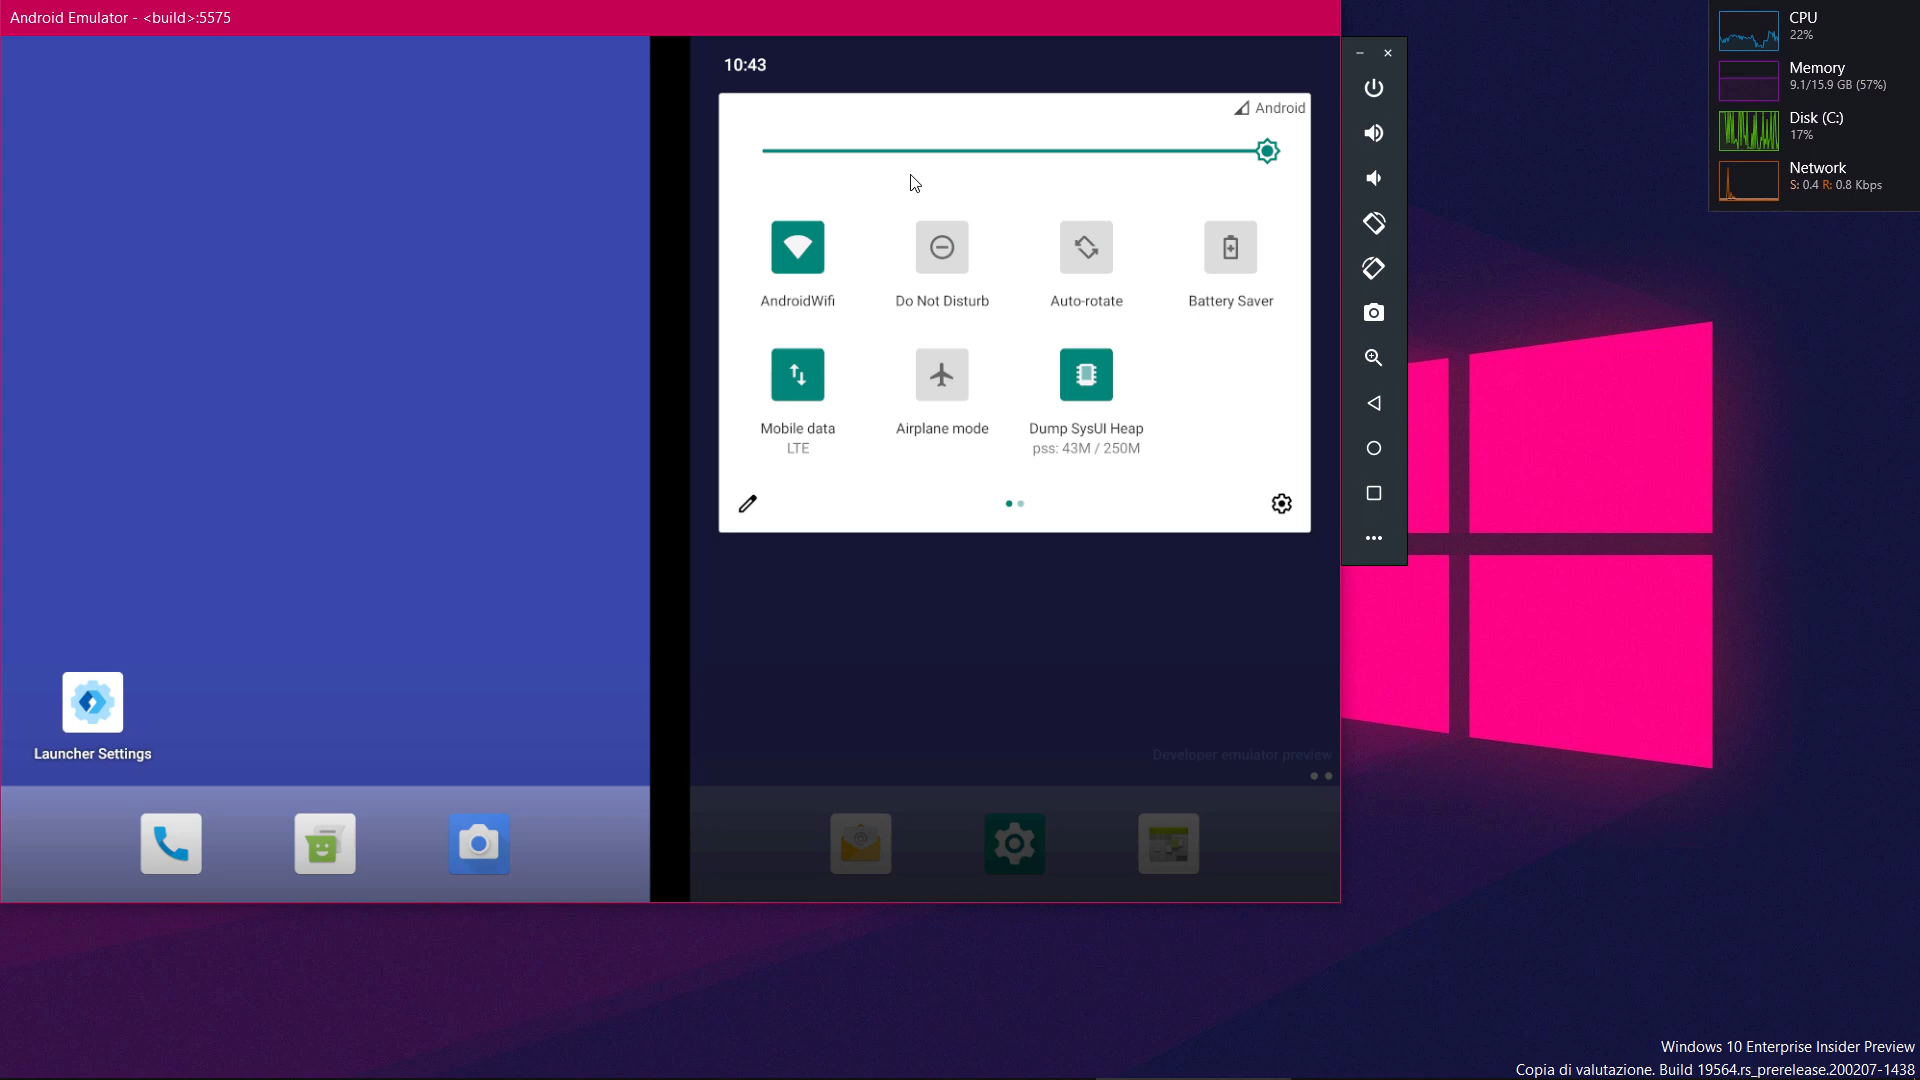 Android Emulator - <build>:5575
10:43
Android
AndroidWifi
Do Not Disturb
Auto-rotate
Battery Saver
Mobile data
LTE
Airplane mode
Dump SysUI Heap
pss: 43M / 250M
Launcher Settings
Developer emulator preview
CPU
22%
Memory
9.1/15.9 GB (57%)
Disk (C:)
17%
Network
S: 0.4 R: 0.8 Kbps
Windows 10 Enterprise Insider Preview
Copia di valutazione. Build 19564.rs_prerelease.200207-1438